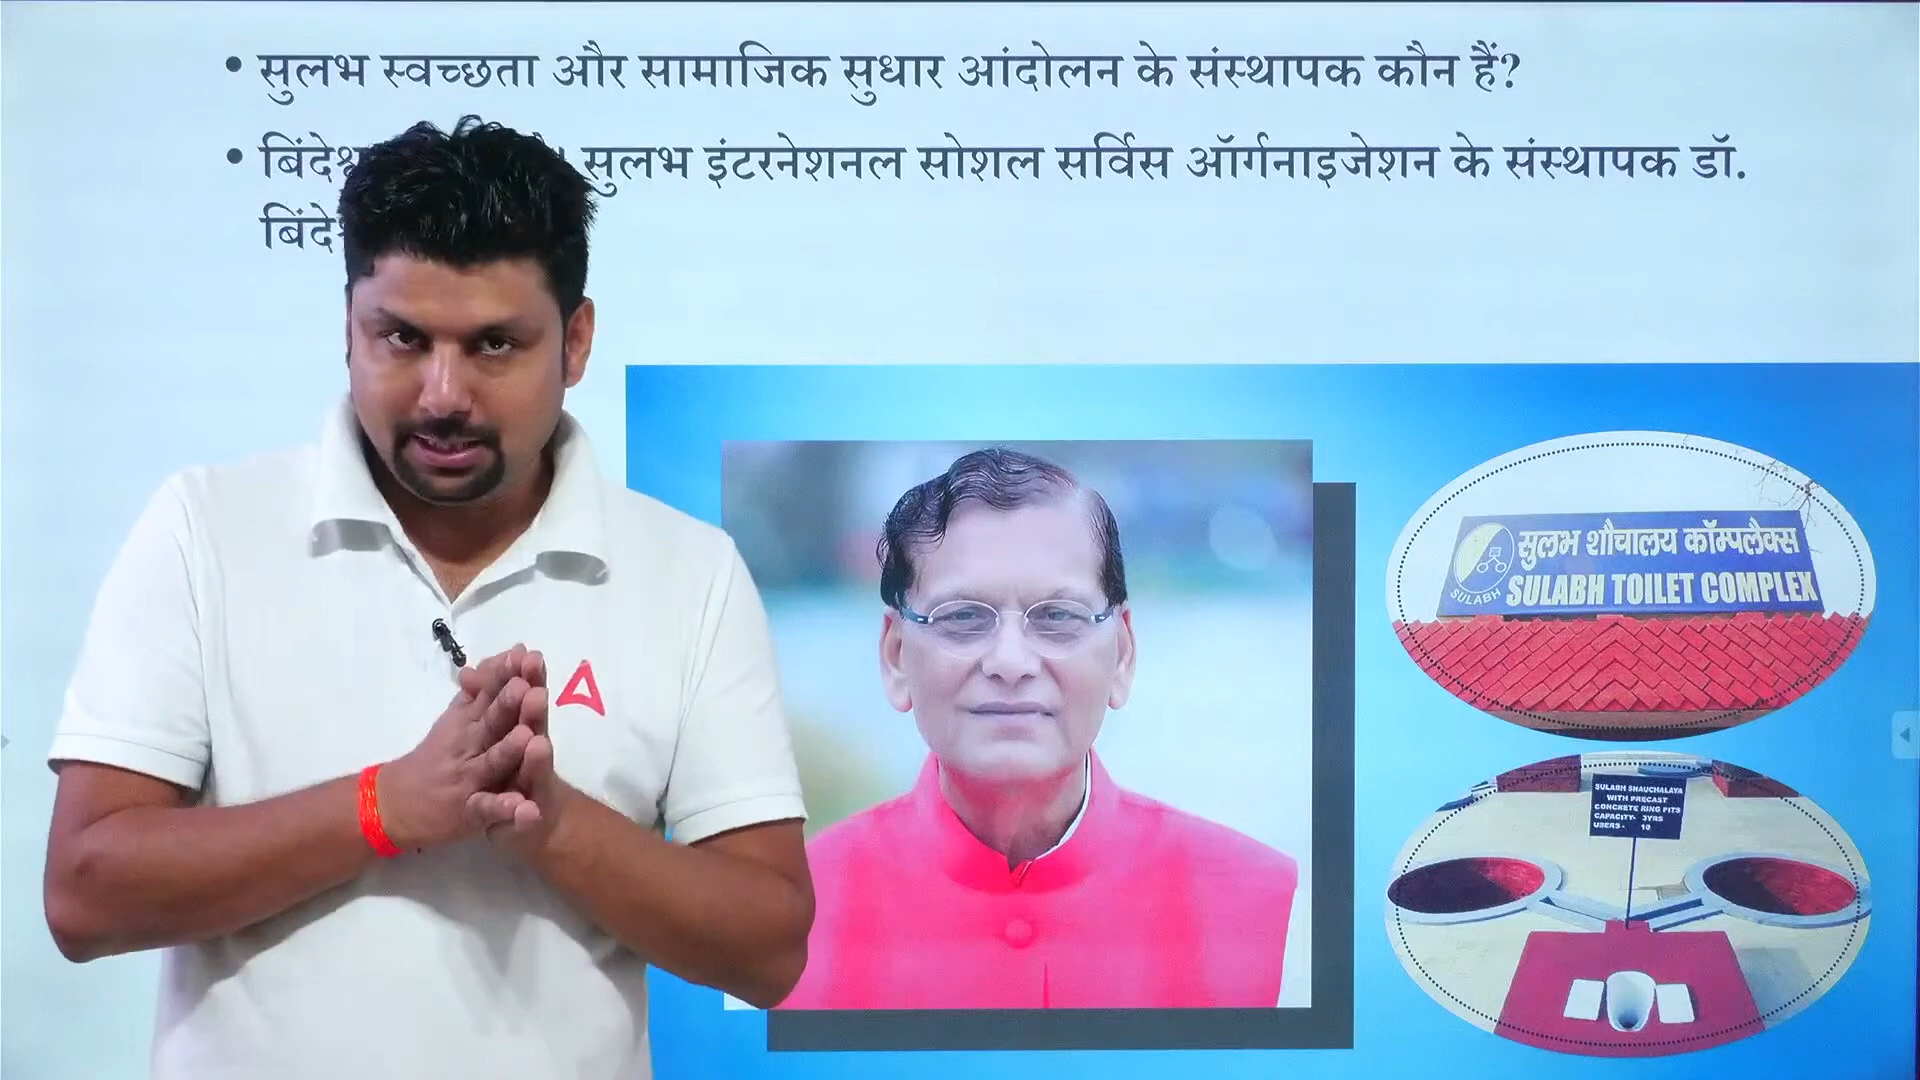 • सुलभ स्वच्छता और सामाजिक सुधार आंदोलन के संस्थापक कौन हैं?
• सुलभ इंटरनेशनल सोशल सर्विस ऑर्गनाइजेशन के संस्थापक डॉ.
सुलभ शौचालय कॉम्पलैक्स
SULABH TOILET COMPLEX
SULABH
SULABH SHAUCHALAYA
WITH PRECAST
CONCRETE RING PITS
CAPACITY- 3YRS
USERS- 10